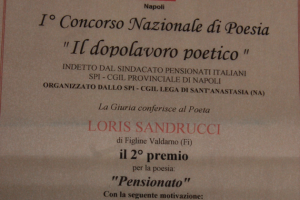 Napoli
I° Concorso Nazionale di Poesia
" Il dopolavoro poetico "
INDETTO DAL SINDACATO PENSIONATI ITALIANI
SPI - CGIL PROVINCIALE DI NAPOLI
ORGANIZZATO DALLO SPI - CGIL LEGA DI SANT'ANASTASIA (NA)
La Giuria conferisce al Poeta
LORIS SANDRUCCI
di Figline Valdarno (Fi)
il 2° premio
per la poesia:
"Pensionato"
Con la seguente motivazione: